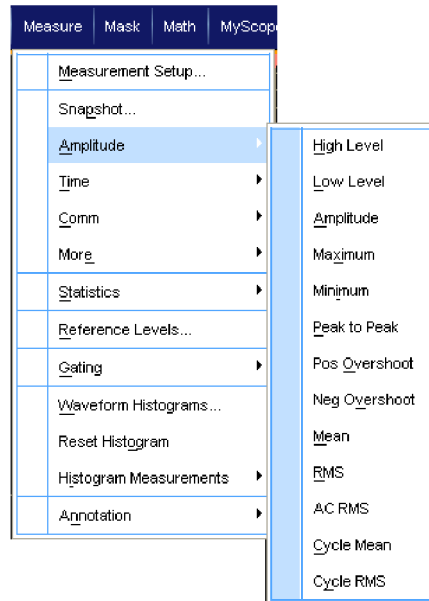 Measure Mask Math MyScop
Measurement Setup...
Snapshot...
Amplitude
Time
Comm
More
Statistics
Reference Levels...
Gating
Waveform Histograms...
Reset Histogram
Histogram Measurements
Annotation
High Level
Low Level
Amplitude
Maximum
Minimum
Peak to Peak
Pos Overshoot
Neg Overshoot
Mean
RMS
AC RMS
Cycle Mean
Cycle RMS